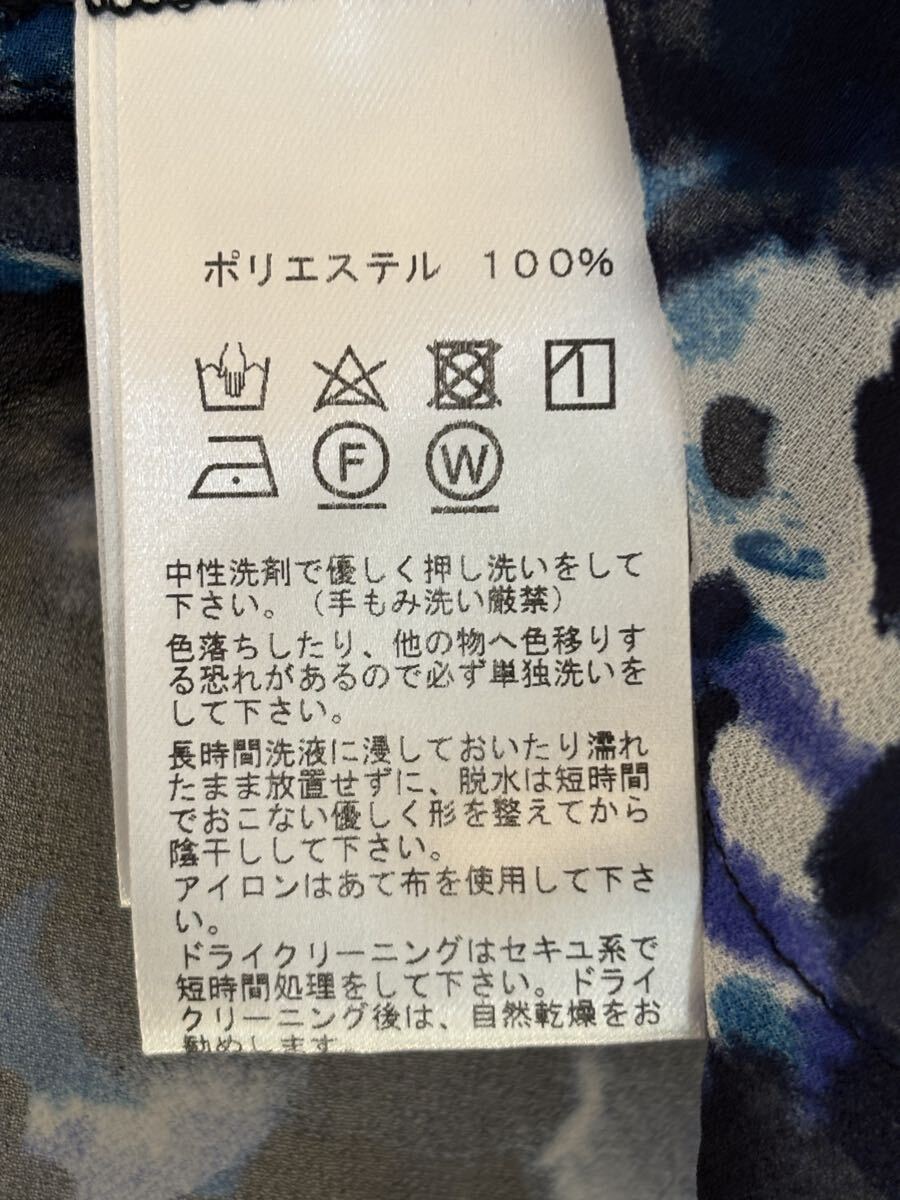 ポリエステル 100%
F W
中性洗剤で優しく押し洗いをして
下さい。(手もみ洗い厳禁)
色落ちしたり、他の物へ色移りす
る恐れがあるので必ず単独洗いを
して下さい。
長時間洗液に浸しておいたり濡れ
たまま放置せずに、脱水は短時間
でおこない優しく形を整えてから
陰干しして下さい。
アイロンはあて布を使用して下さ
い。
ドライクリーニングはセキユ系で
短時間処理をして下さい。ドライ
クリーニング後は、自然乾燥をお
勧めします。